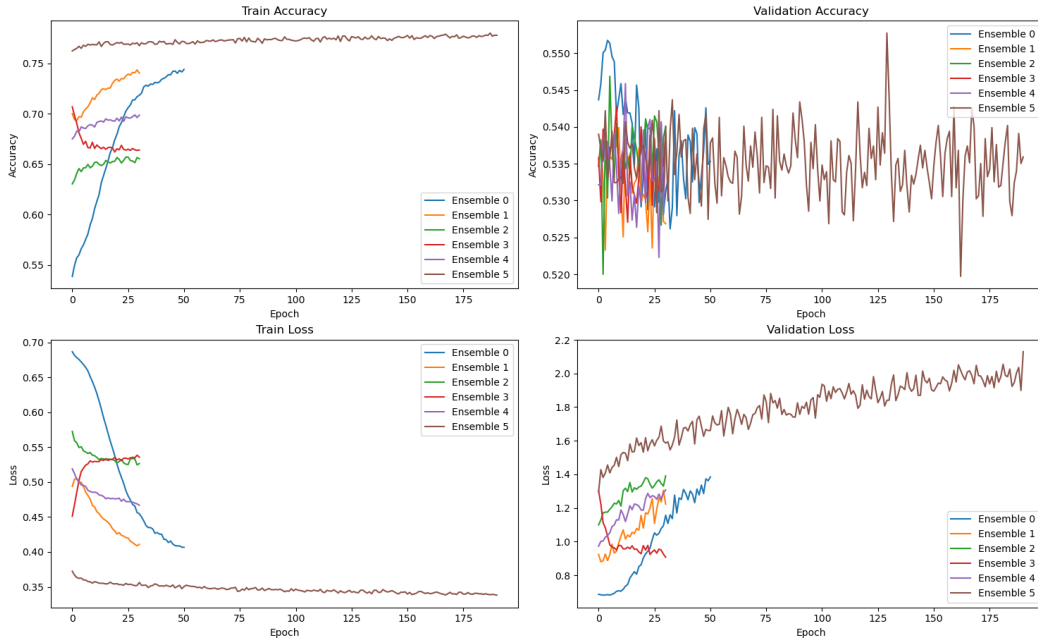 Train Accuracy
Accuracy
0.75
0.70
0.65
0.60
0.55
0
25
50
75
100
125
150
175
Epoch
Ensemble 0
Ensemble 1
Ensemble 2
Ensemble 3
Ensemble 4
Ensemble 5
Validation Accuracy
Accuracy
0.550
0.545
0.540
0.535
0.530
0.525
0.520
0
25
50
75
100
125
150
175
Epoch
Ensemble 0
Ensemble 1
Ensemble 2
Ensemble 3
Ensemble 4
Ensemble 5
Train Loss
Loss
0.70
0.65
0.60
0.55
0.50
0.45
0.40
0.35
0
25
50
75
100
125
150
175
Epoch
Ensemble 0
Ensemble 1
Ensemble 2
Ensemble 3
Ensemble 4
Ensemble 5
Validation Loss
Loss
2.2
2.0
1.8
1.6
1.4
1.2
1.0
0.8
0
25
50
75
100
125
150
175
Epoch
Ensemble 0
Ensemble 1
Ensemble 2
Ensemble 3
Ensemble 4
Ensemble 5